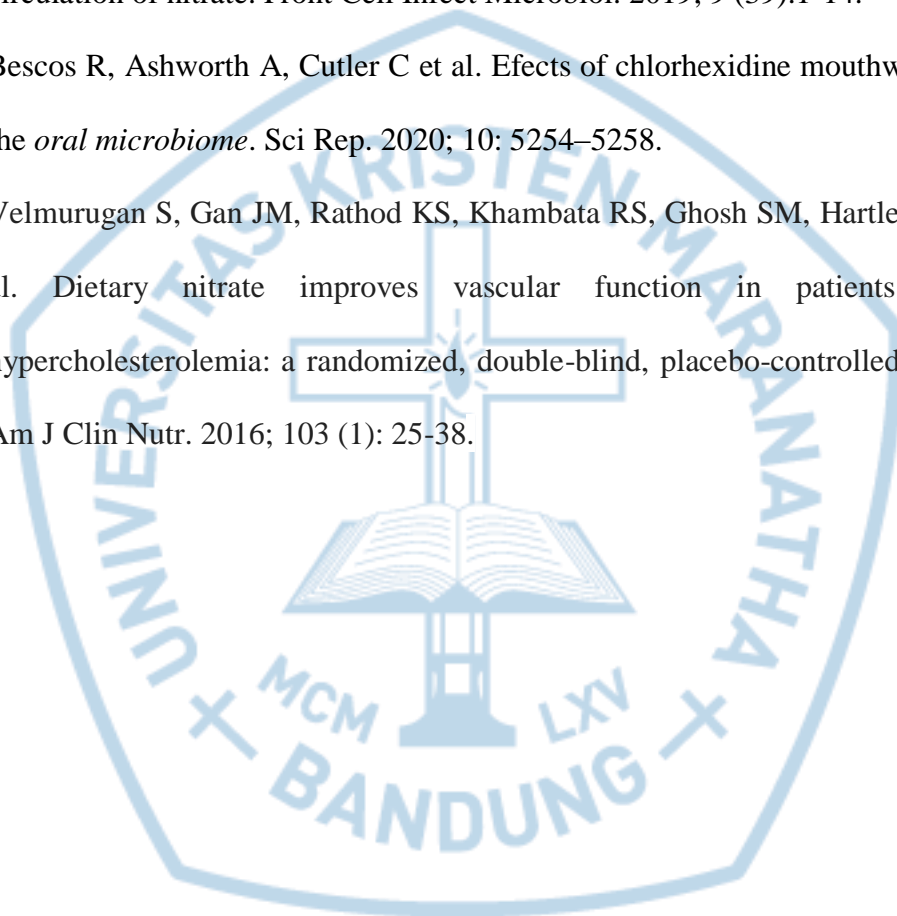 irculation of nitrate. Front Cell Infect Microbiol. 2019; 9 (39):1-14.
Bescos R, Ashworth A, Cutler C et al. Efects of chlorhexidine mouthw
he oral microbiome. Sci Rep. 2020; 10: 5254–5258.
Velmurugan S, Gan JM, Rathod KS, Khambata RS, Ghosh SM, Hartle
l. Dietary nitrate improves vascular function in patients
hypercholesterolemia: a randomized, double-blind, placebo-controlled
Am J Clin Nutr. 2016; 103 (1): 25-38.
UNIVERSITAS KRISTEN MARANATHA
MCM LXV
BANDUNG